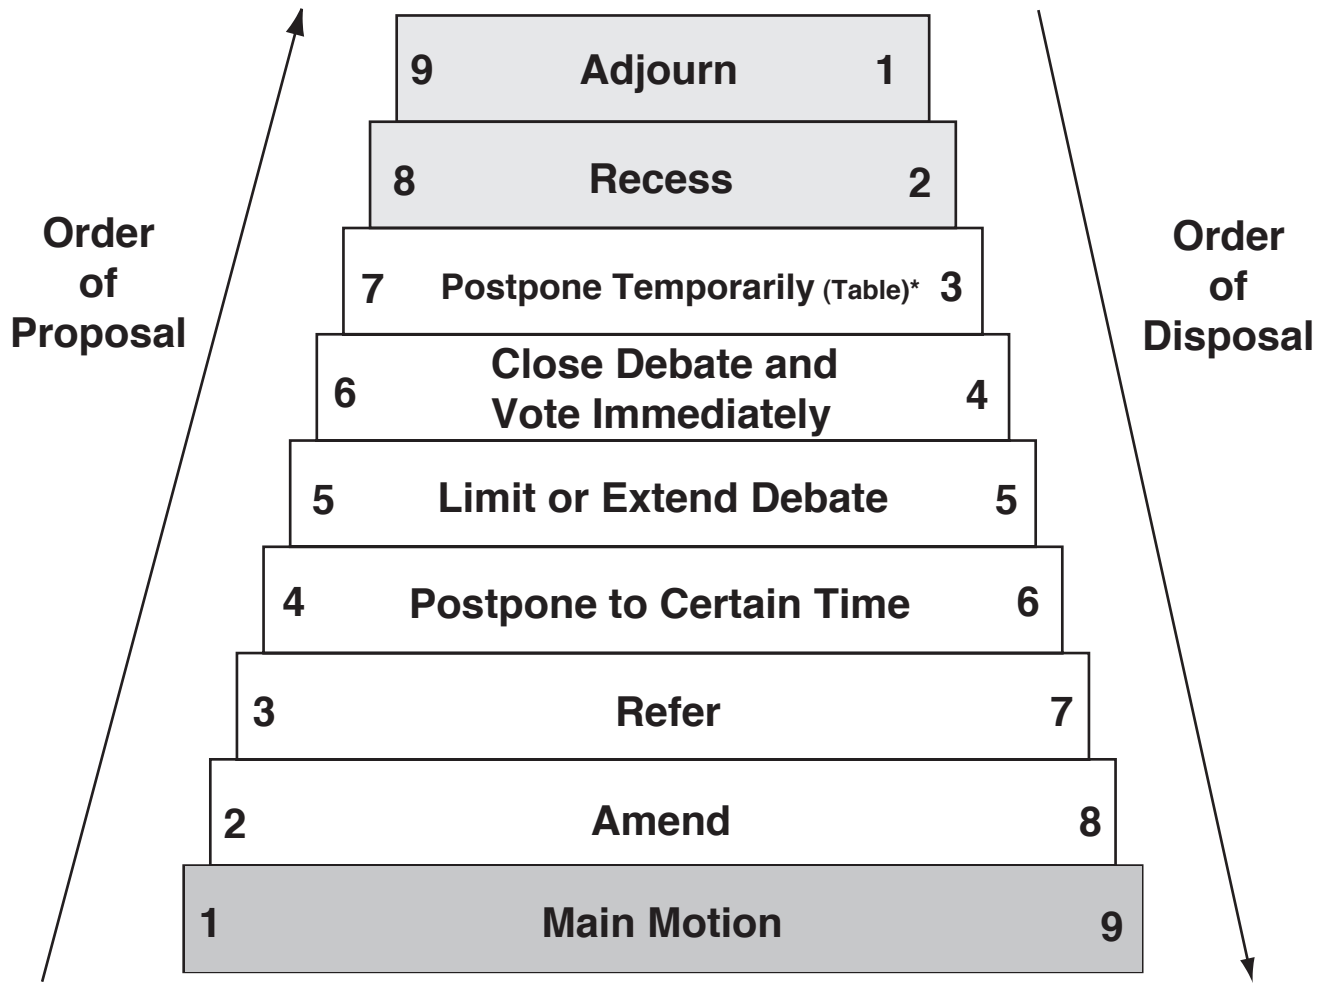 9 Adjourn 1
8 Recess 2
Order
of
Proposal
Order
of
Disposal
7 Postpone Temporarily (Table)* 3
6 Close Debate and
Vote Immediately 4
5 Limit or Extend Debate 5
4 Postpone to Certain Time 6
3 Refer 7
2 Amend 8
1 Main Motion 9